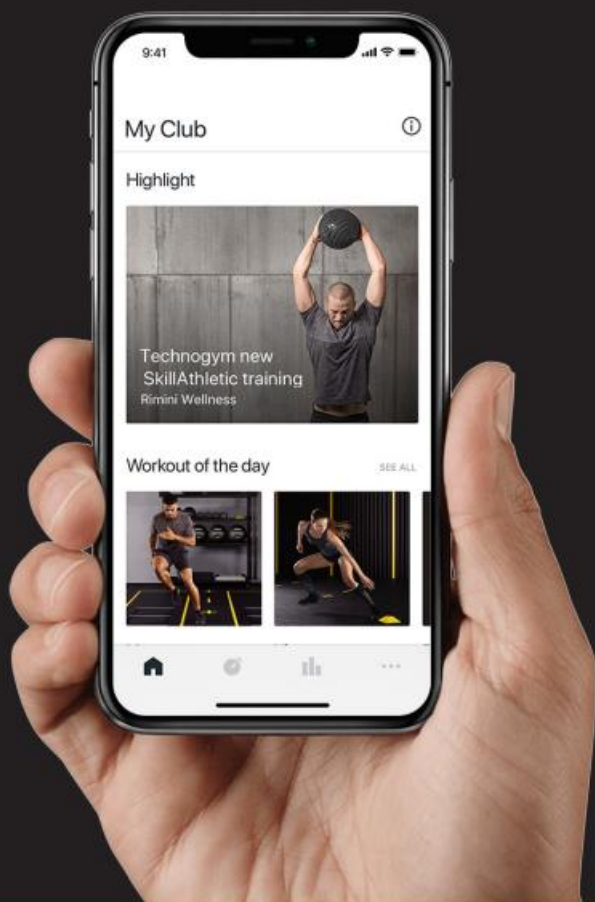 9:41
My Club
Highlight
Technogym new
SkillAthletic training
Rimini Wellness
Workout of the day
SEE ALL